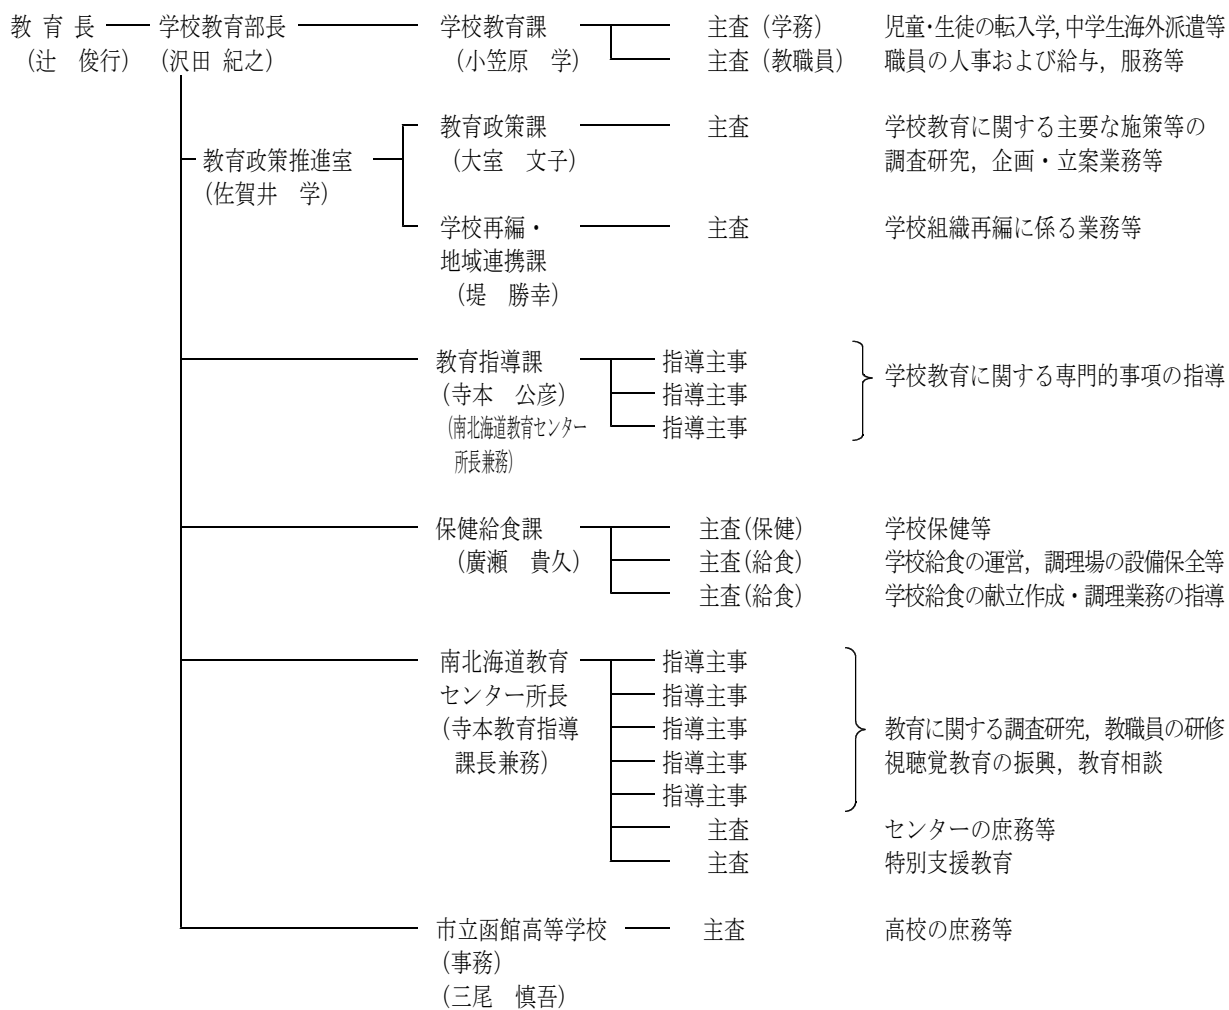 教 育 長 学校教育部長 学校教育課 主査（学務） 児童・生徒の転入学，中学生海外派遣等
（辻　俊行） （沢田 紀之） （小笠原　学） 主査（教職員） 職員の人事および給与，服務等
教育政策課 主査 学校教育に関する主要な施策等の
教育政策推進室 （大室　文子） 調査研究，企画・立案業務等
（佐賀井　学）
学校再編・ 主査 学校組織再編に係る業務等
地域連携課
（堤　勝幸）
教育指導課 指導主事 学校教育に関する専門的事項の指導
（寺本　公彦） 指導主事
（南北海道教育センター 指導主事
所長兼務）
保健給食課 主査（保健） 学校保健等
（廣瀬　貴久） 主査（給食） 学校給食の運営，調理場の設備保全等
主査（給食） 学校給食の献立作成・調理業務の指導
南北海道教育 指導主事
センター所長 指導主事
（寺本教育指導 指導主事 教育に関する調査研究，教職員の研修
課長兼務） 指導主事 視聴覚教育の振興，教育相談
指導主事
主査 センターの庶務等
主査 特別支援教育
市立函館高等学校 主査 高校の庶務等
（事務）
（三尾　慎吾）